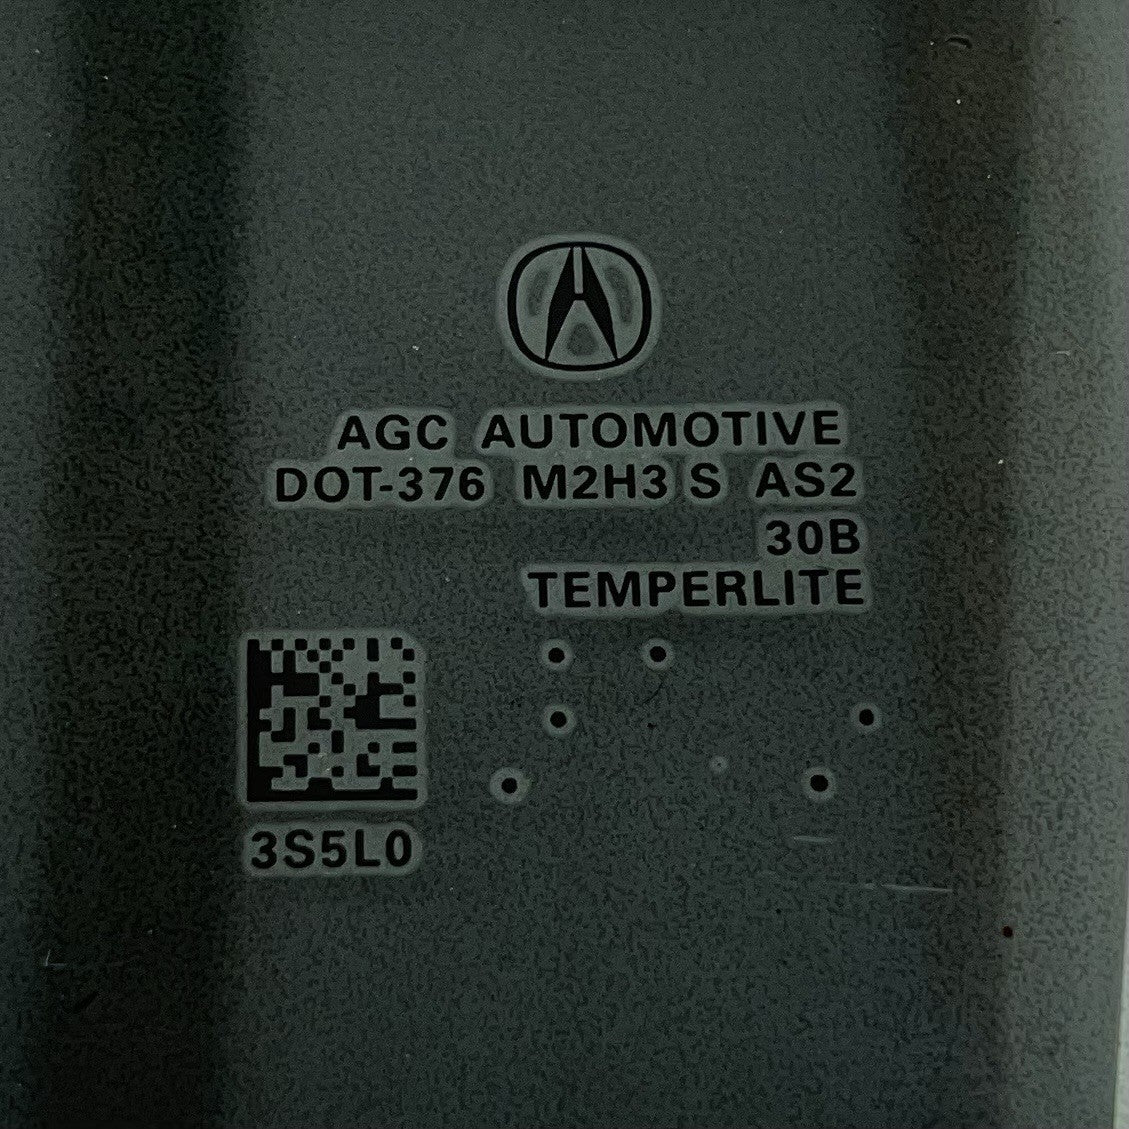 AGC AUTOMOTIVE
DOT-376 M2H3 S AS2
30B
TEMPERLITE
3S5L0